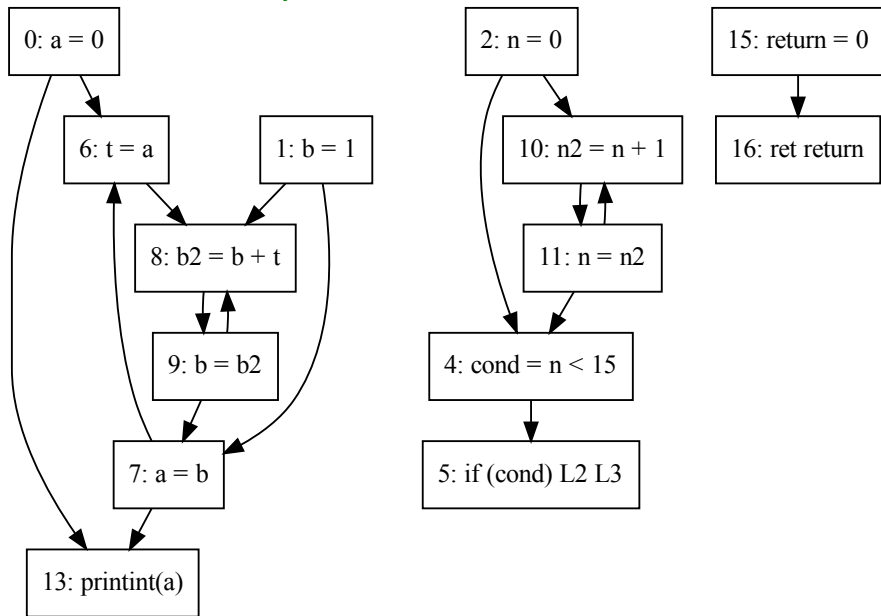 0: a = 0
2: n = 0
15: return = 0
6: t = a
1: b = 1
10: n2 = n + 1
16: ret return
8: b2 = b + t
11: n = n2
9: b = b2
4: cond = n < 15
7: a = b
5: if (cond) L2 L3
13: printint(a)